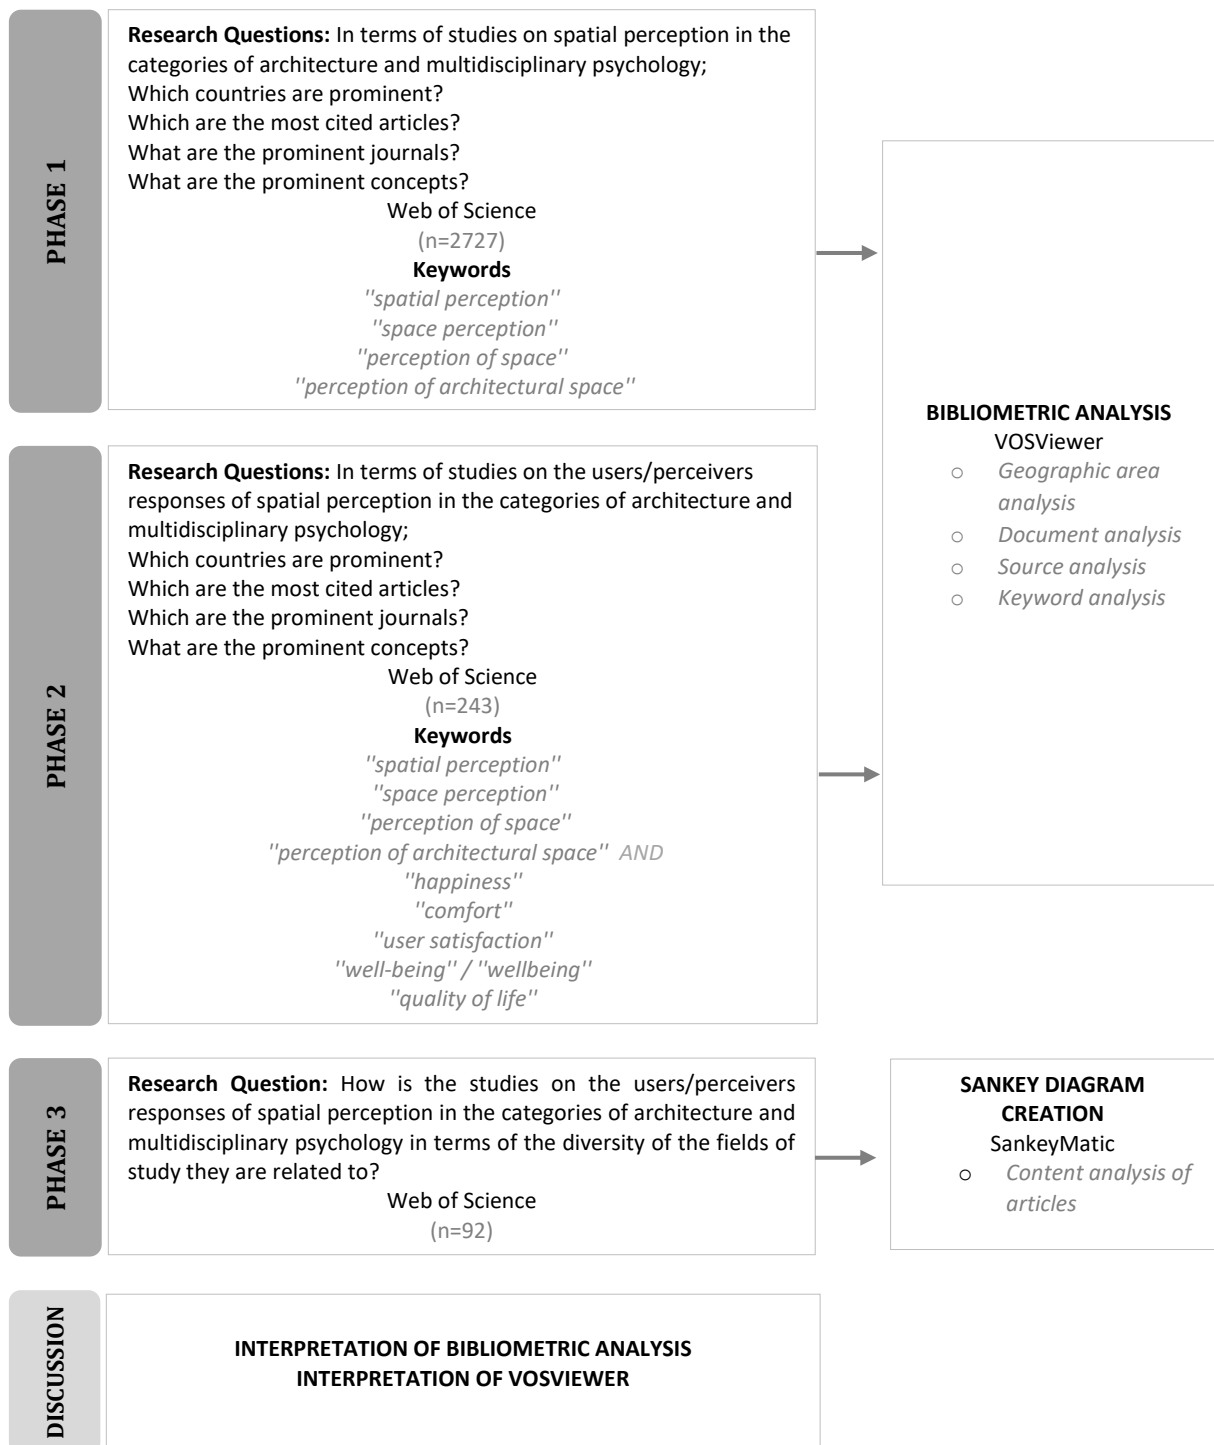 PHASE 1
Research Questions: In terms of studies on spatial perception in the
categories of architecture and multidisciplinary psychology;
Which countries are prominent?
Which are the most cited articles?
What are the prominent journals?
What are the prominent concepts?
Web of Science
(n=2727)
Keywords
"spatial perception"
"space perception"
"perception of space"
"perception of architectural space"
PHASE 2
Research Questions: In terms of studies on the users/perceivers
responses of spatial perception in the categories of architecture and
multidisciplinary psychology;
Which countries are prominent?
Which are the most cited articles?
Which are the prominent journals?
What are the prominent concepts?
Web of Science
(n=243)
Keywords
"spatial perception"
"space perception"
"perception of space"
"perception of architectural space" AND
"happiness"
"comfort"
"user satisfaction"
"well-being" / "wellbeing"
"quality of life"
BIBLIOMETRIC ANALYSIS
VOSViewer
o Geographic area
analysis
o Document analysis
o Source analysis
o Keyword analysis
PHASE 3
Research Question: How is the studies on the users/perceivers
responses of spatial perception in the categories of architecture and
multidisciplinary psychology in terms of the diversity of the fields of
study they are related to?
Web of Science
(n=92)
SANKEY DIAGRAM
CREATION
SankeyMatic
o Content analysis of
articles
DISCUSSION
INTERPRETATION OF BIBLIOMETRIC ANALYSIS
INTERPRETATION OF VOSVIEWER